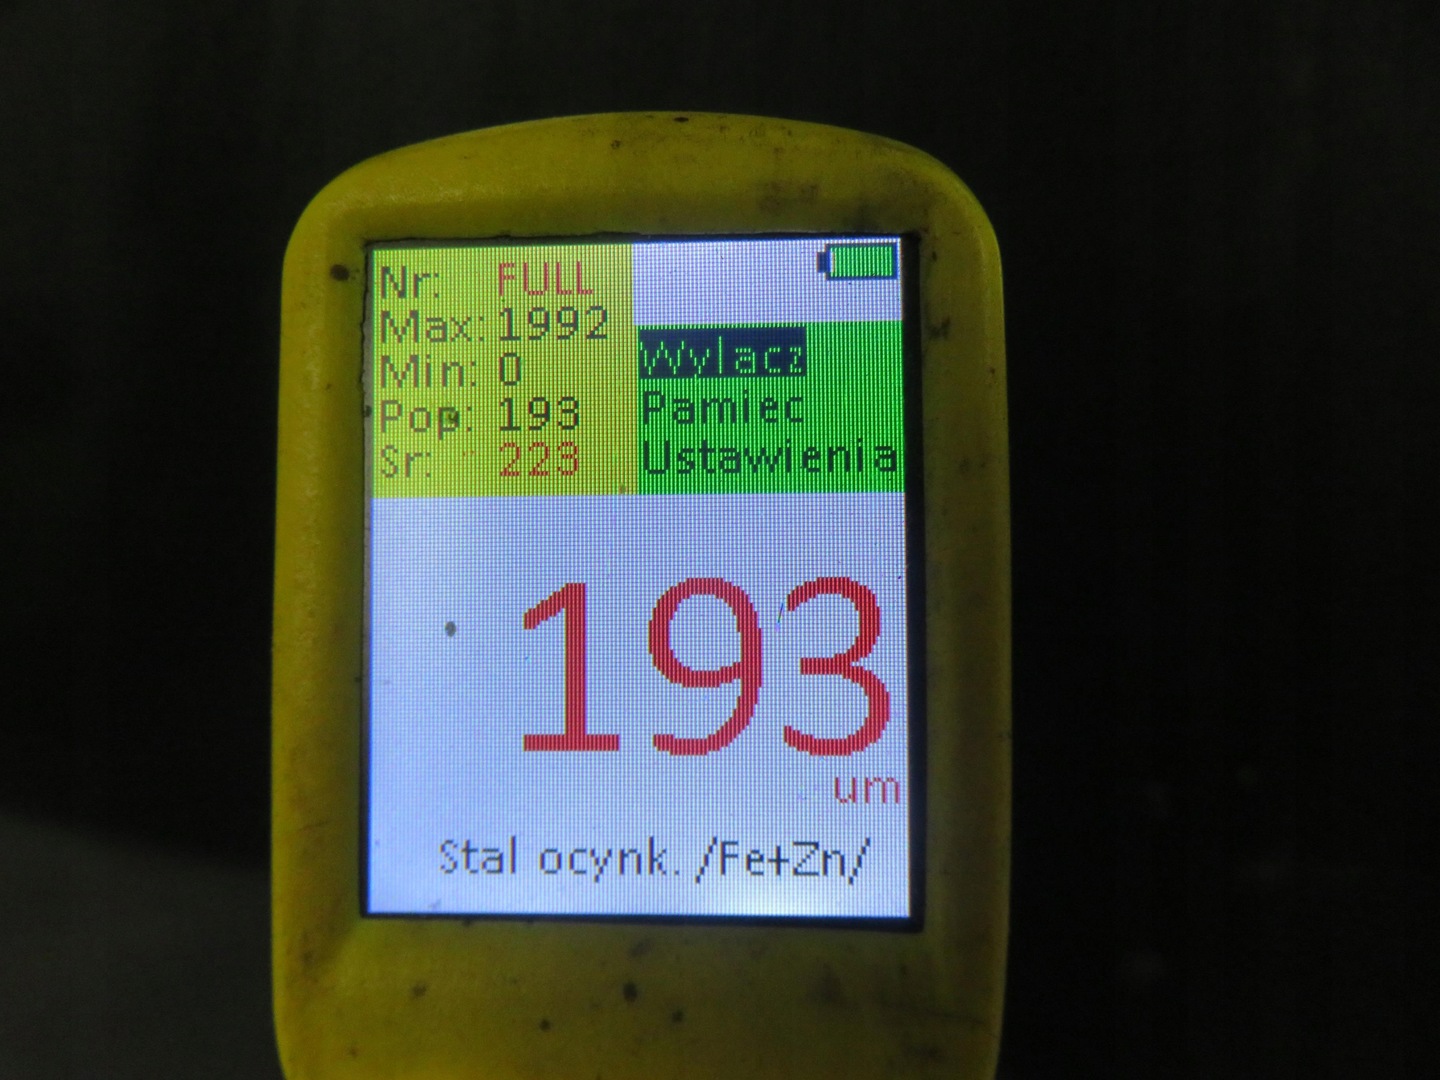 Nr: FULL
Max: 1992
Min: 0
Pop: 193
Sr: 223
Wylacz
Pamiec
Ustawienia
193
um
Stal ocynk. /Fe+Zn/